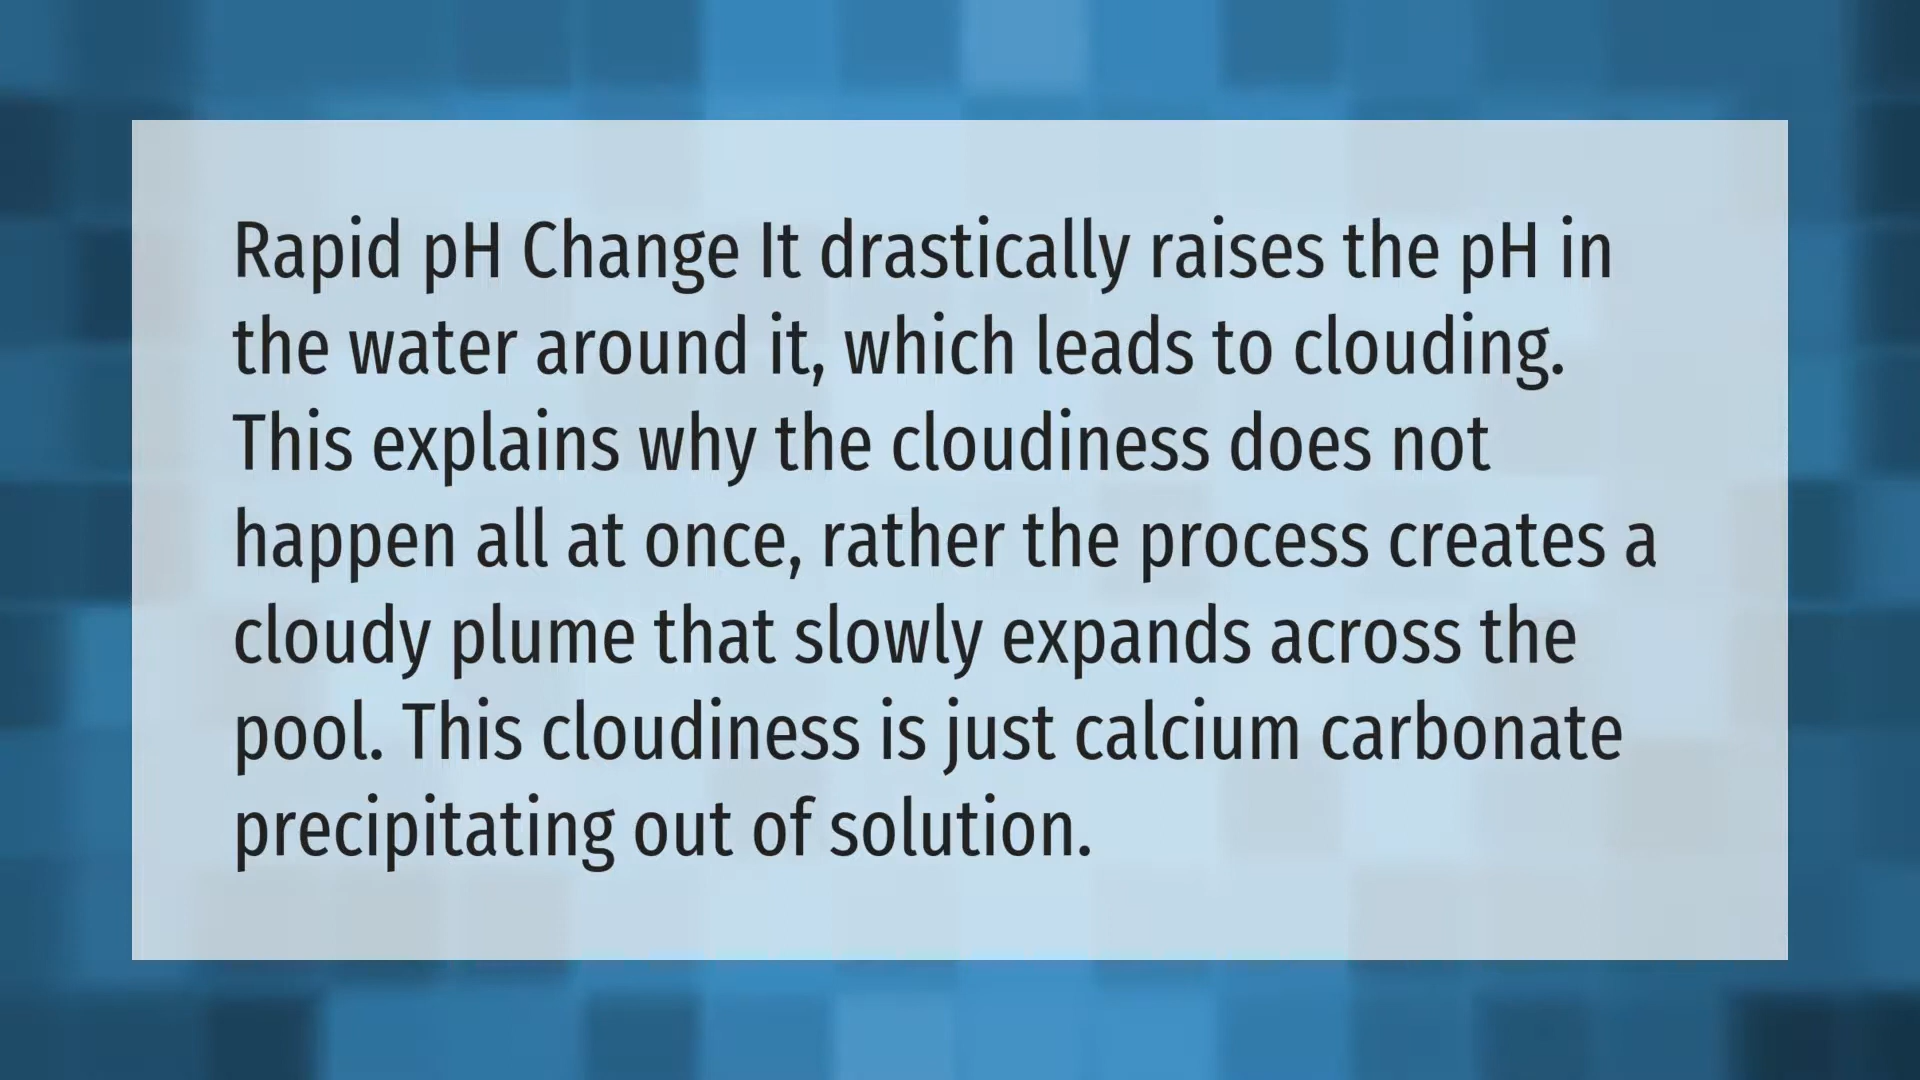 Rapid pH Change It drastically raises the pH in
the water around it, which leads to clouding.
This explains why the cloudiness does not
happen all at once, rather the process creates a
cloudy plume that slowly expands across the
pool. This cloudiness is just calcium carbonate
precipitating out of solution.